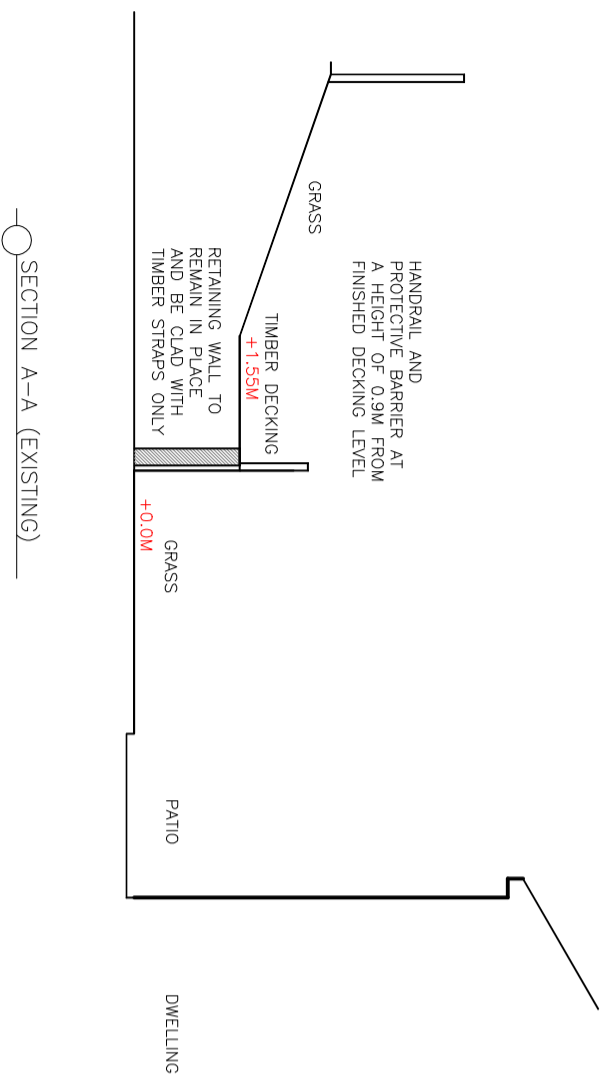 HANDRAIL AND
PROTECTIVE BARRIER AT
A HEIGHT OF 0.9M FROM
FINISHED DECKING LEVEL
GRASS
TIMBER DECKING
+1.55M
RETAINING WALL TO
REMAIN IN PLACE
AND BE CLAD WITH
TIMBER STRAPS ONLY
GRASS
+0.0M
PATIO
DWELLING
SECTION A-A (EXISTING)